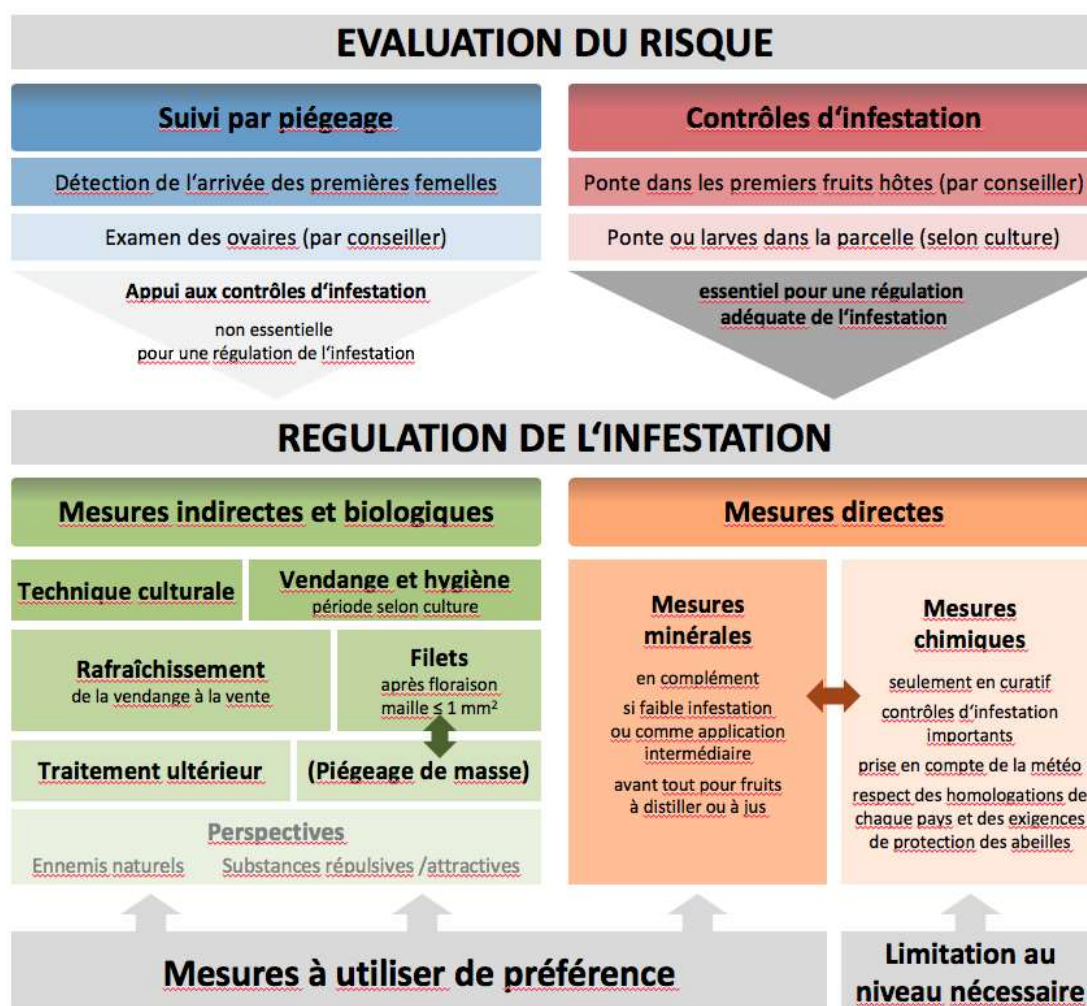 EVALUATION DU RISQUE
Suivi par piégeage
Détection de l'arrivée des premières femelles
Examen des ovaires (par conseiller)
Appui aux contrôles d'infestation
non essentielle
pour une régulation de l'infestation
Contrôles d'infestation
Ponte dans les premiers fruits hôtes (par conseiller)
Ponte ou larves dans la parcelle (selon culture)
essentiel pour une régulation
adéquate de l'infestation
REGULATION DE L'INFESTATION
Mesures indirectes et biologiques
Technique culturale
Vendange et hygiène
période selon culture
Rafraîchissement
de la vendange à la vente
Filets
après floraison
maille ≤ 1 mm²
Traitement ultérieur
(Piégeage de masse)
Perspectives
Ennemis naturels Substances répulsives /attractives
Mesures directes
Mesures
minérales
en complément
si faible infestation
ou comme application
intermédiaire
avant tout pour fruits
à distiller ou à jus
Mesures
chimiques
seulement en curatif
contrôles d'infestation
importants
prise en compte de la météo
respect des homologations de
chaque pays et des exigences
de protection des abeilles
Mesures à utiliser de préférence
Limitation au
niveau nécessaire